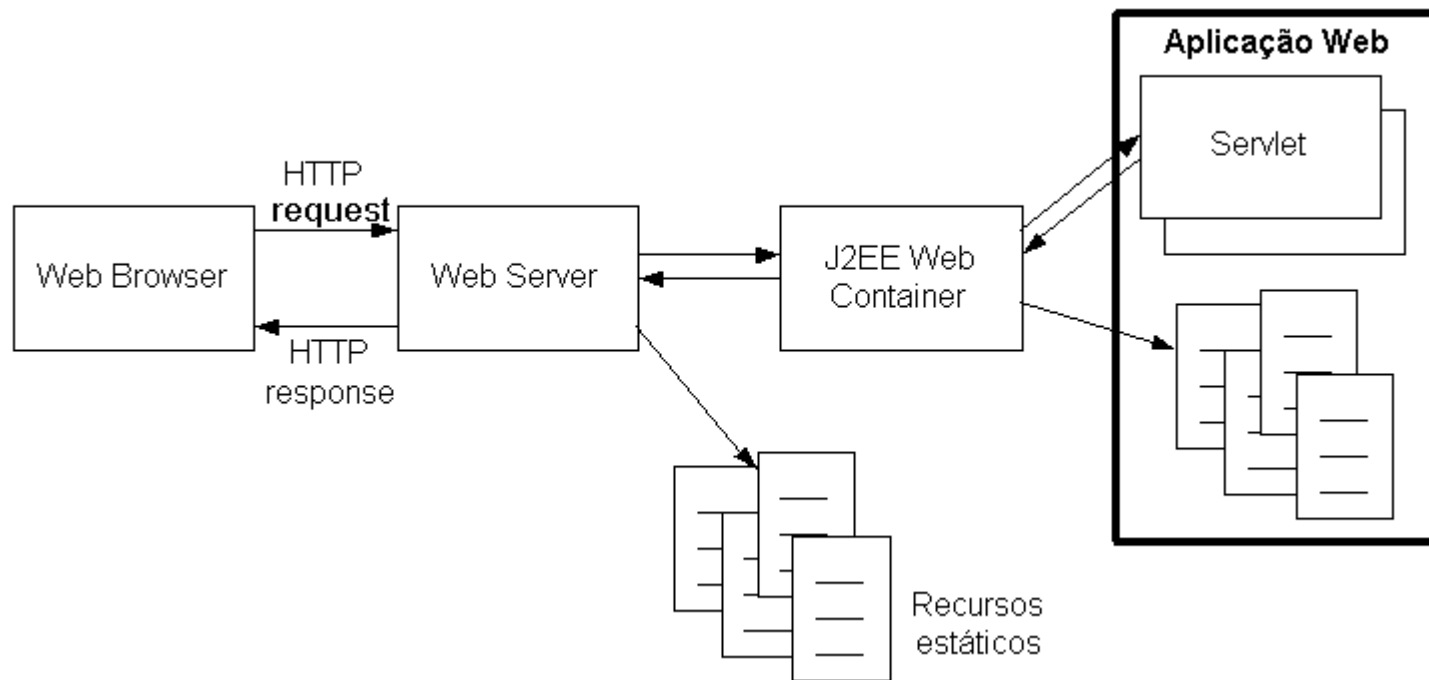 Aplicação Web
Servlet
HTTP
request
Web Browser
Web Server
J2EE Web
Container
HTTP
response
Recursos
estáticos